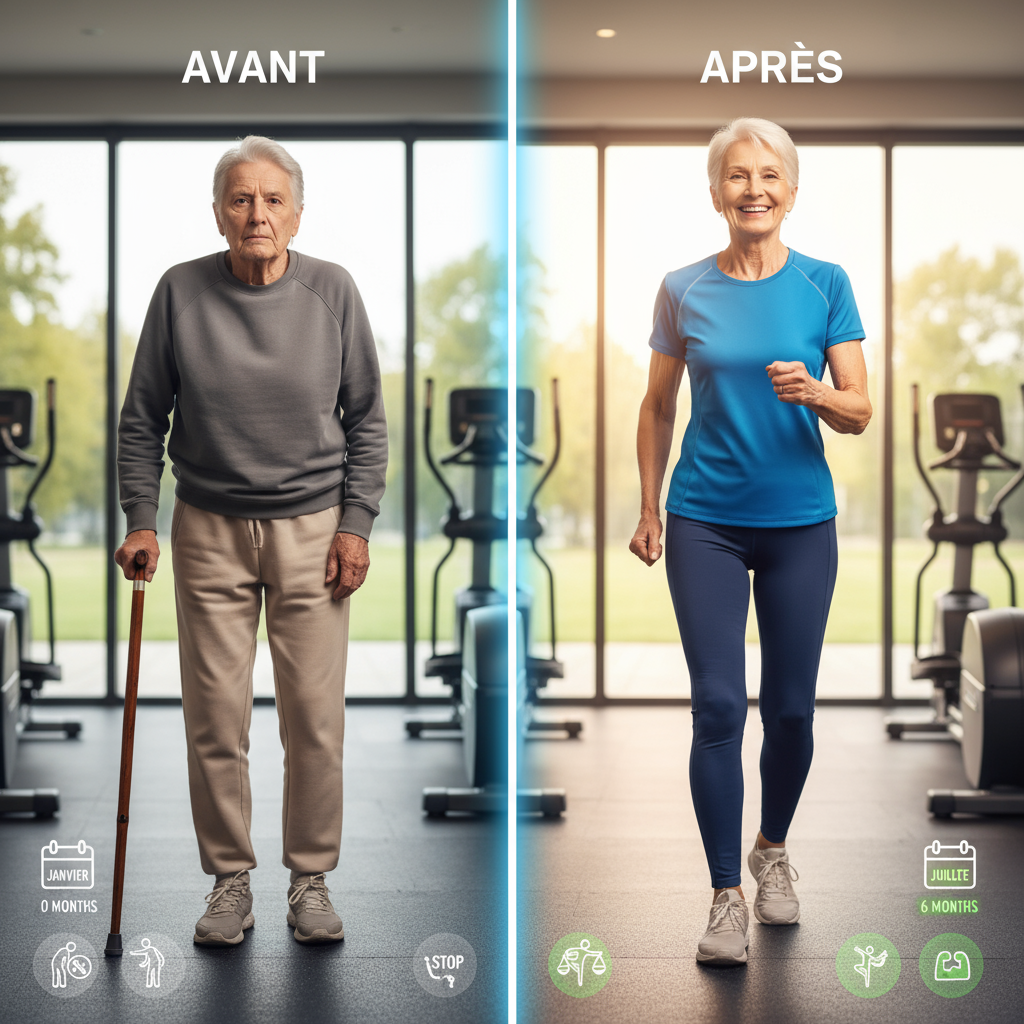 AVANT
APRÈS
JANVIER
0 MONTHS
STOP
JUILLTE
6 MONTHS